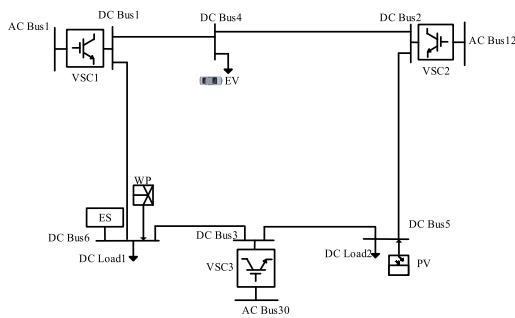 DC Bus1
DC Bus4
DC Bus2
AC Bus1
AC Bus12
VSC1
VSC2
EV
WP
ES
DC Bus6
DC Bus3
DC Bus5
DC Load1
DC Load2
VSC3
PV
AC Bus30